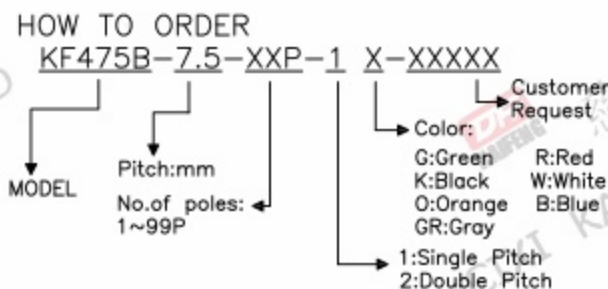 HOW TO ORDER
KF475B-7.5-XXP-1 X-XXXXX
Customer
Request
Color:
G:Green R:Red
K:Black W:White
O:Orange B:Blue
GR:Gray
Pitch:mm
MODEL
No.of poles:
1~99P
1:Single Pitch
2:Double Pitch